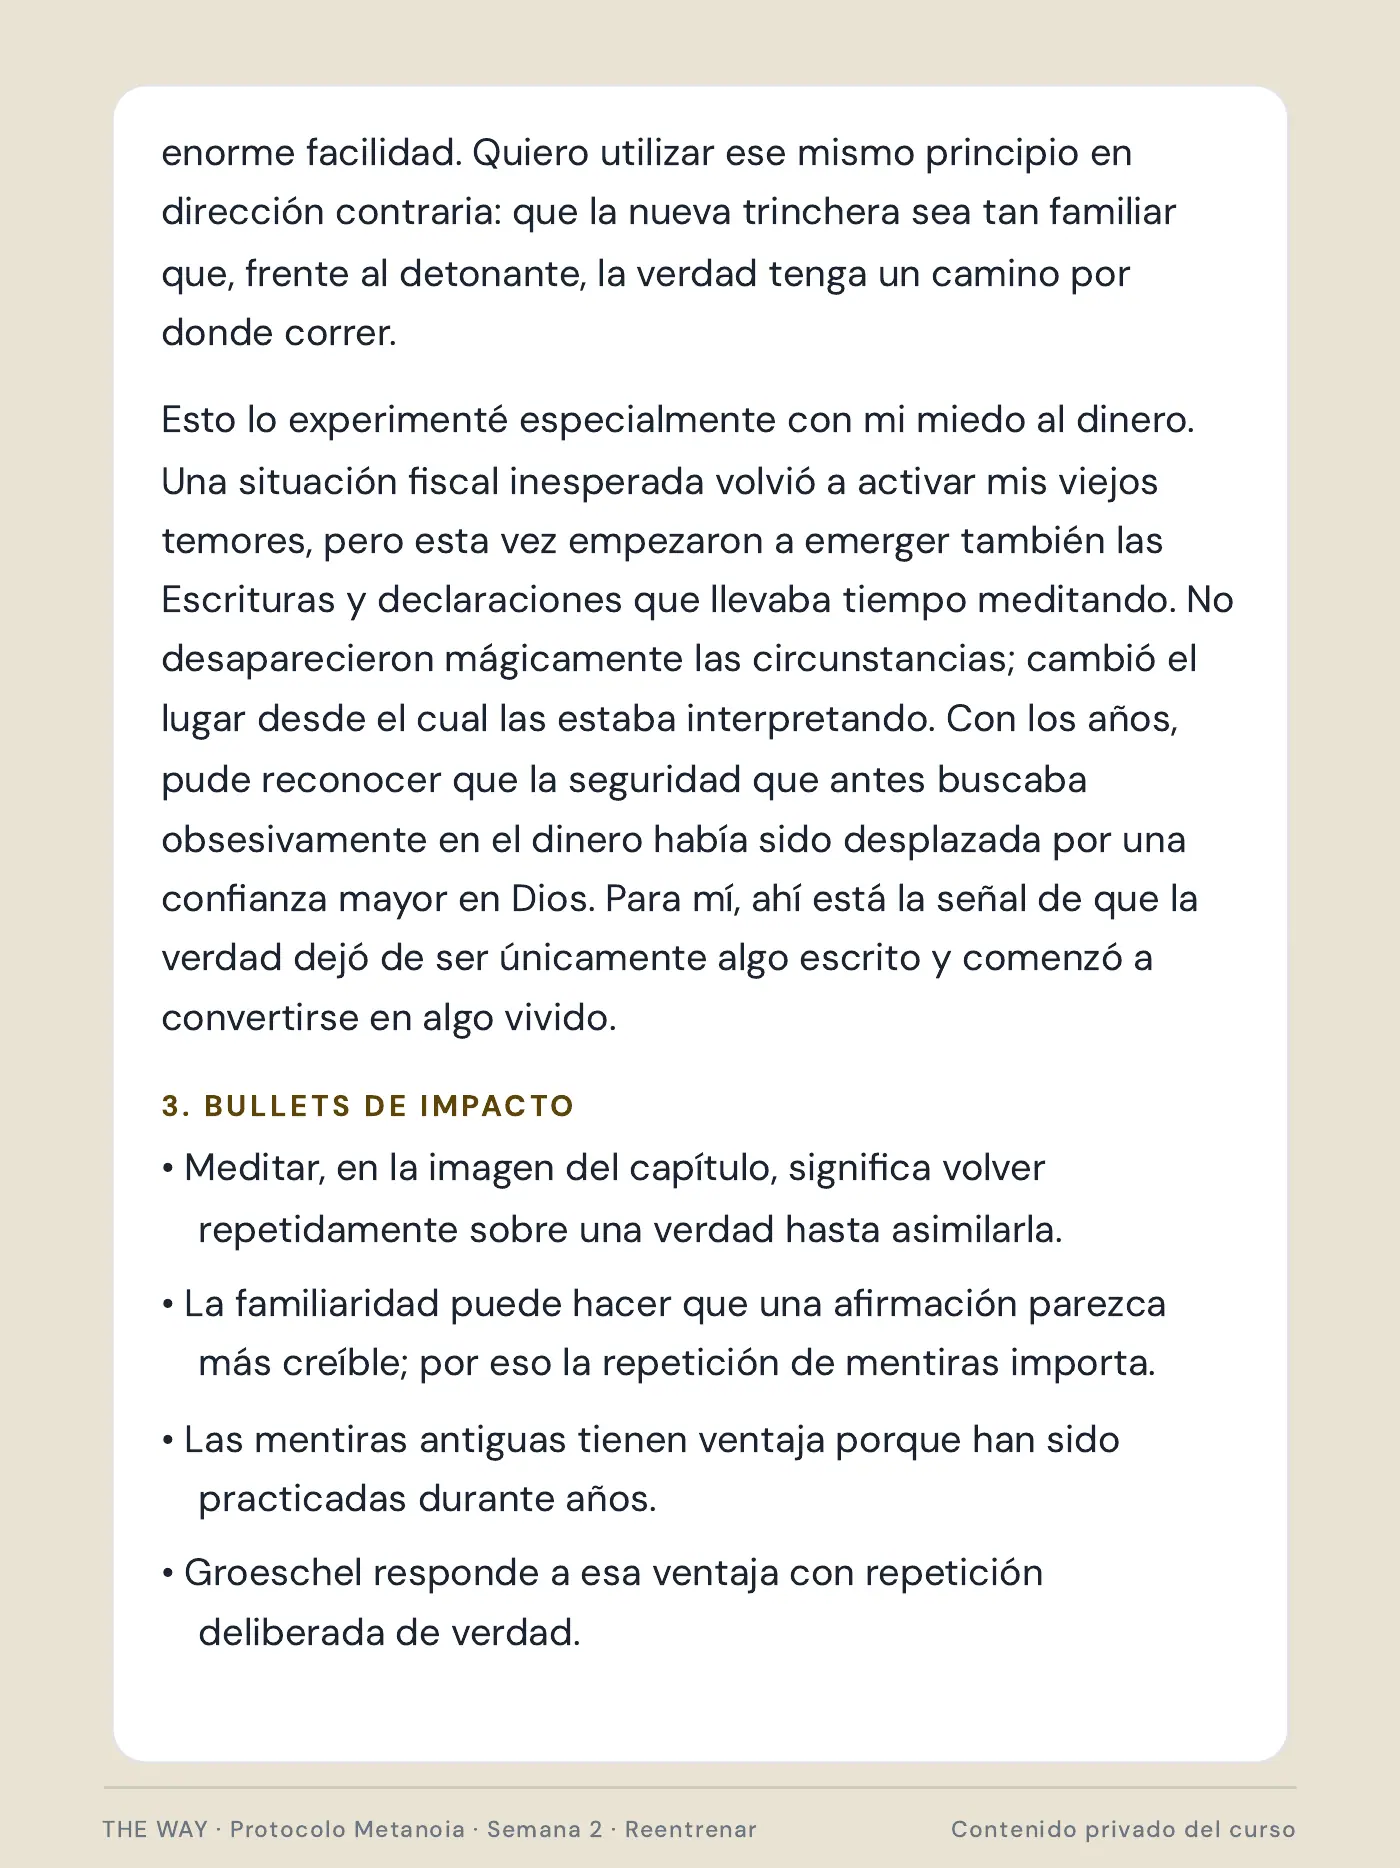 enorme facilidad. Quiero utilizar ese mismo principio en
dirección contraria: que la nueva trinchera sea tan familiar
que, frente al detonante, la verdad tenga un camino por
donde correr.
Esto lo experimenté especialmente con mi miedo al dinero.
Una situación fiscal inesperada volvió a activar mis viejos
temores, pero esta vez empezaron a emerger también las
Escrituras y declaraciones que llevaba tiempo meditando. No
desaparecieron mágicamente las circunstancias; cambió el
lugar desde el cual las estaba interpretando. Con los años,
pude reconocer que la seguridad que antes buscaba
obsesivamente en el dinero había sido desplazada por una
confianza mayor en Dios. Para mí, ahí está la señal de que la
verdad dejó de ser únicamente algo escrito y comenzó a
convertirse en algo vivido.
3. BULLETS DE IMPACTO
• Meditar, en la imagen del capítulo, significa volver
repetidamente sobre una verdad hasta asimilarla.
• La familiaridad puede hacer que una afirmación parezca
más creíble; por eso la repetición de mentiras importa.
• Las mentiras antiguas tienen ventaja porque han sido
practicadas durante años.
• Groeschel responde a esa ventaja con repetición
deliberada de verdad.
THE WAY · Protocolo Metanoia · Semana 2 · Reentrenar
Contenido privado del curso